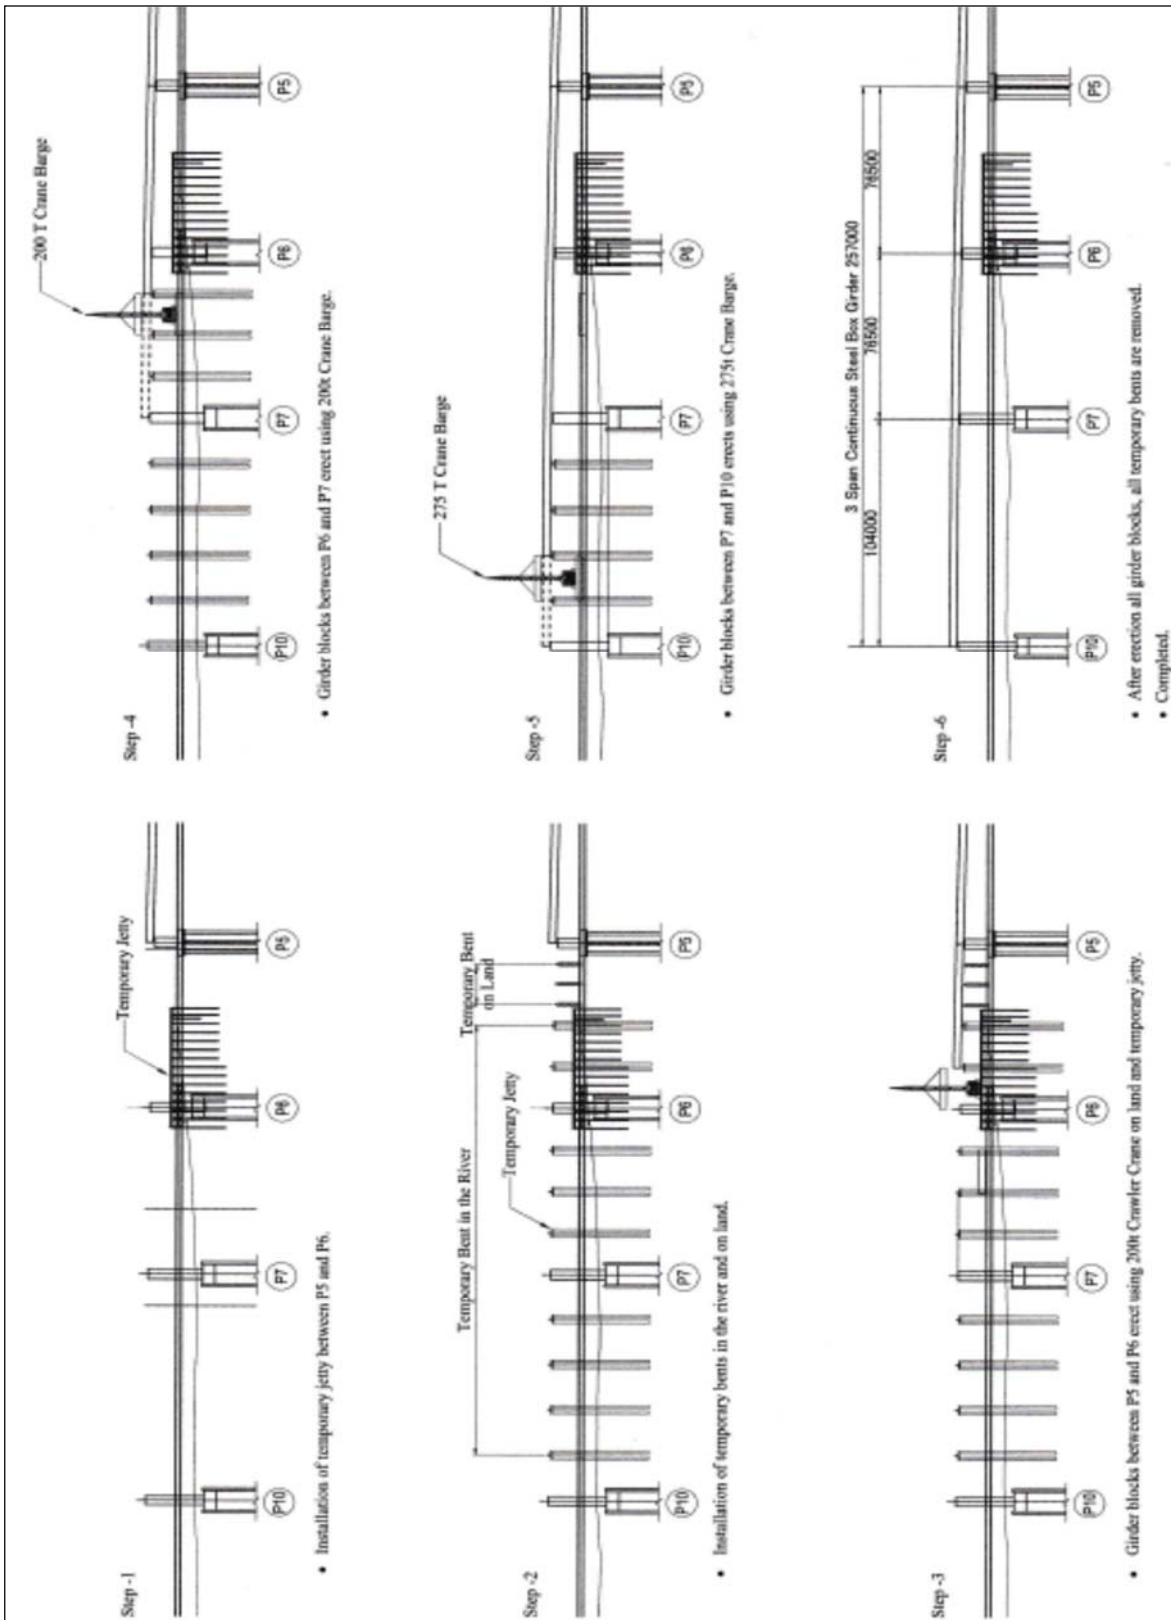 Step -1
Temporary Jetty
P10
P7
P6
P5
• Installation of temporary jetty between P5 and P6.
Step -2
Temporary Bent in the River
Temporary Bent
on Land
Temporary Jetty
P10
P7
P6
P5
• Installation of temporary bents in the river and on land.
Step -3
P10
P7
P6
P5
• Girder blocks between P5 and P6 erect using 200t Crawler Crane on land and temporary jetty.
Step -4
200 T Crane Barge
P10
P7
P6
P5
• Girder blocks between P6 and P7 erect using 200t Crane Barge.
Step -5
275 T Crane Barge
P10
P7
P6
P5
• Girder blocks between P7 and P10 erects using 275t Crane Barge.
Step -6
3 Span Continuous Steel Box Girder 257000
104000
76500
76500
P10
P7
P6
P5
• After erection all girder blocks, all temporary bents are removed.
• Completed.